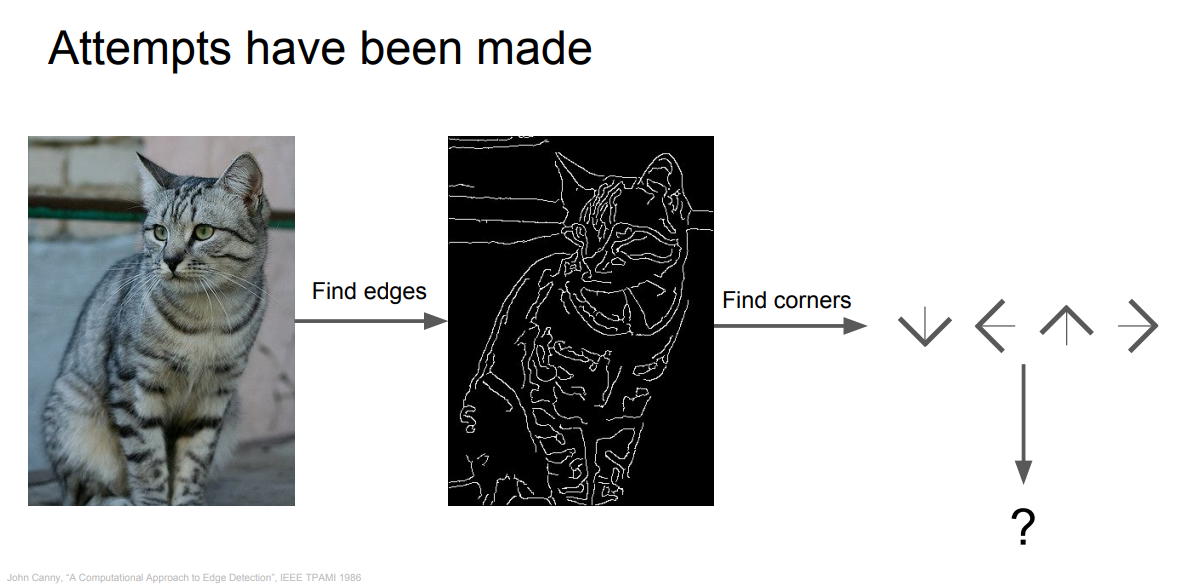 Attempts have been made
Find edges
Find corners
?
John Canny, “A Computational Approach to Edge Detection”, IEEE TPAMI 1986